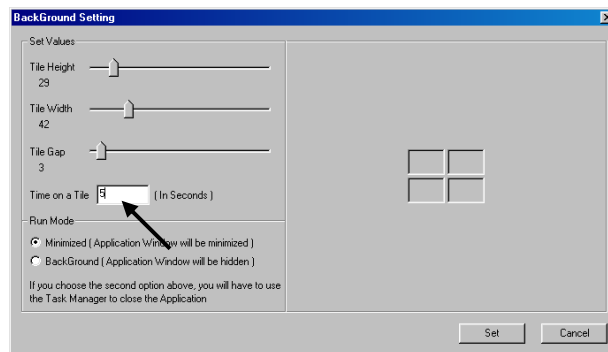 BackGround Setting
Set Values
Tile Height
29
Tile Width
42
Tile Gap
3
Time on a Tile 5 ( In Seconds )
Run Mode
Minimized ( Application Window will be minimized )
BackGround ( Application Window will be hidden )
If you choose the second option above, you will have to use
the Task Manager to close the Application
Set Cancel